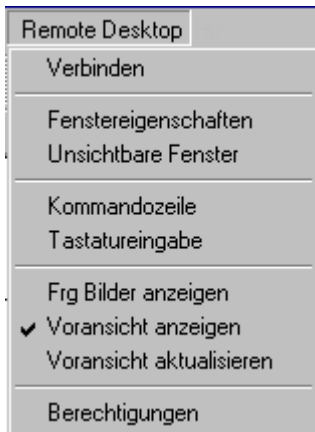 Remote Desktop
Verbinden
Fenstereigenschaften
Unsichtbare Fenster
Kommandozeile
Tastatureingabe
Frg Bilder anzeigen
Voransicht anzeigen
Voransicht aktualisieren
Berechtigungen